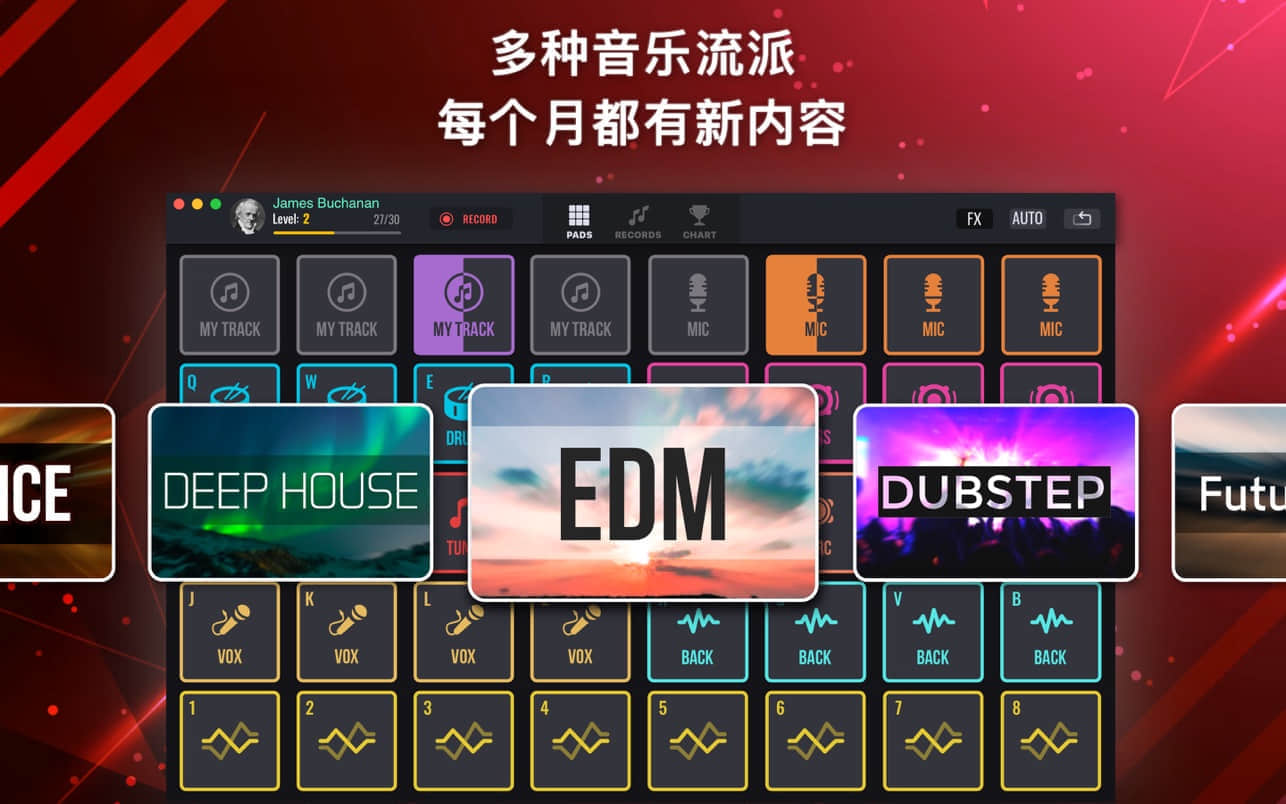 多种音乐流派
每个月都有新内容
James Buchanan
Level: 2
27/30
RECORD
PADS
RECORDS
CHART
FX
AUTO
MY TRACK
MY TRACK
MY TRACK
MY TRACK
MIC
MIC
MIC
MIC
Q
W
E
DEEP HOUSE
EDM
DUBSTEP
J
K
L
V
B
VOX
VOX
VOX
VOX
BACK
BACK
BACK
BACK
1
2
3
4
5
6
7
8